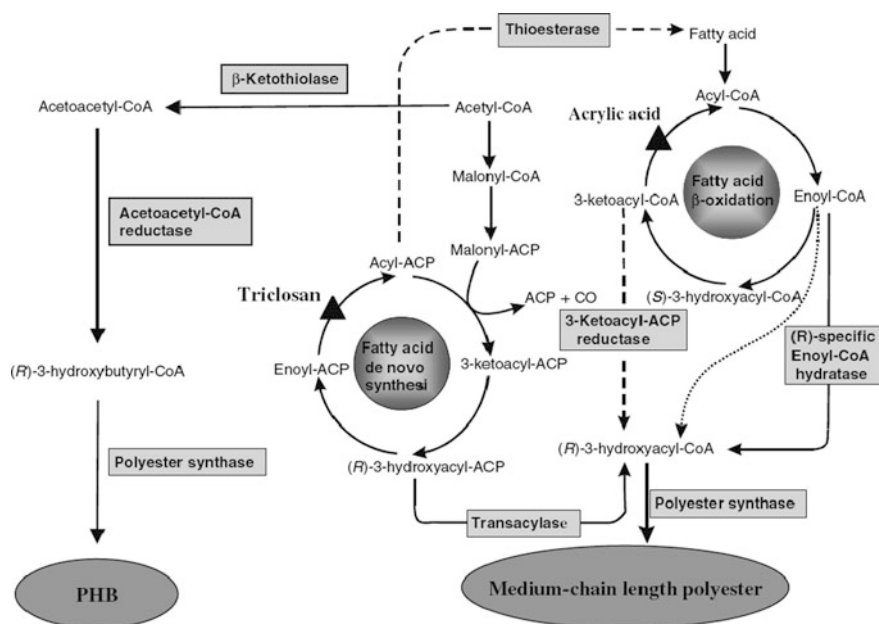 Thioesterase
Fatty acid
β-Ketothiolase
Acetoacetyl-CoA
Acetyl-CoA
Acyl-CoA
Acrylic acid
Malonyl-CoA
3-ketoacyl-CoA
Fatty acid
β-oxidation
Enoyl-CoA
Acetoacetyl-CoA
reductase
Malonyl-ACP
Acyl-ACP
Triclosan
ACP + CO
(S)-3-hydroxyacyl-CoA
3-Ketoacyl-ACP
reductase
(R)-specific
Enoyl-CoA
hydratase
(R)-3-hydroxybutyryl-CoA
Enoyl-ACP
Fatty acid
de novo
synthesi
3-ketoacyl-ACP
(R)-3-hydroxyacyl-ACP
(R)-3-hydroxyacyl-CoA
Polyester synthase
Transacylase
Polyester synthase
PHB
Medium-chain length polyester